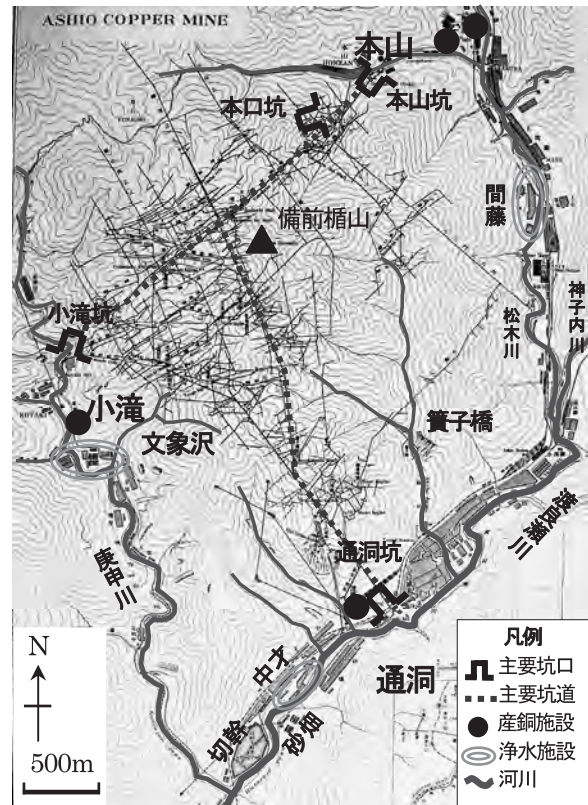 ASHIO COPPER MINE
本山
本山坑
本口坑
備前楯山
間藤
松木川
神子内川
小滝坑
小滝
文象沢
簀子橋
渡良瀬川
庚申川
通洞坑
通洞
中才
切幹
砂畑
N
500m
凡例
主要坑口
主要坑道
産銅施設
浄水施設
河川